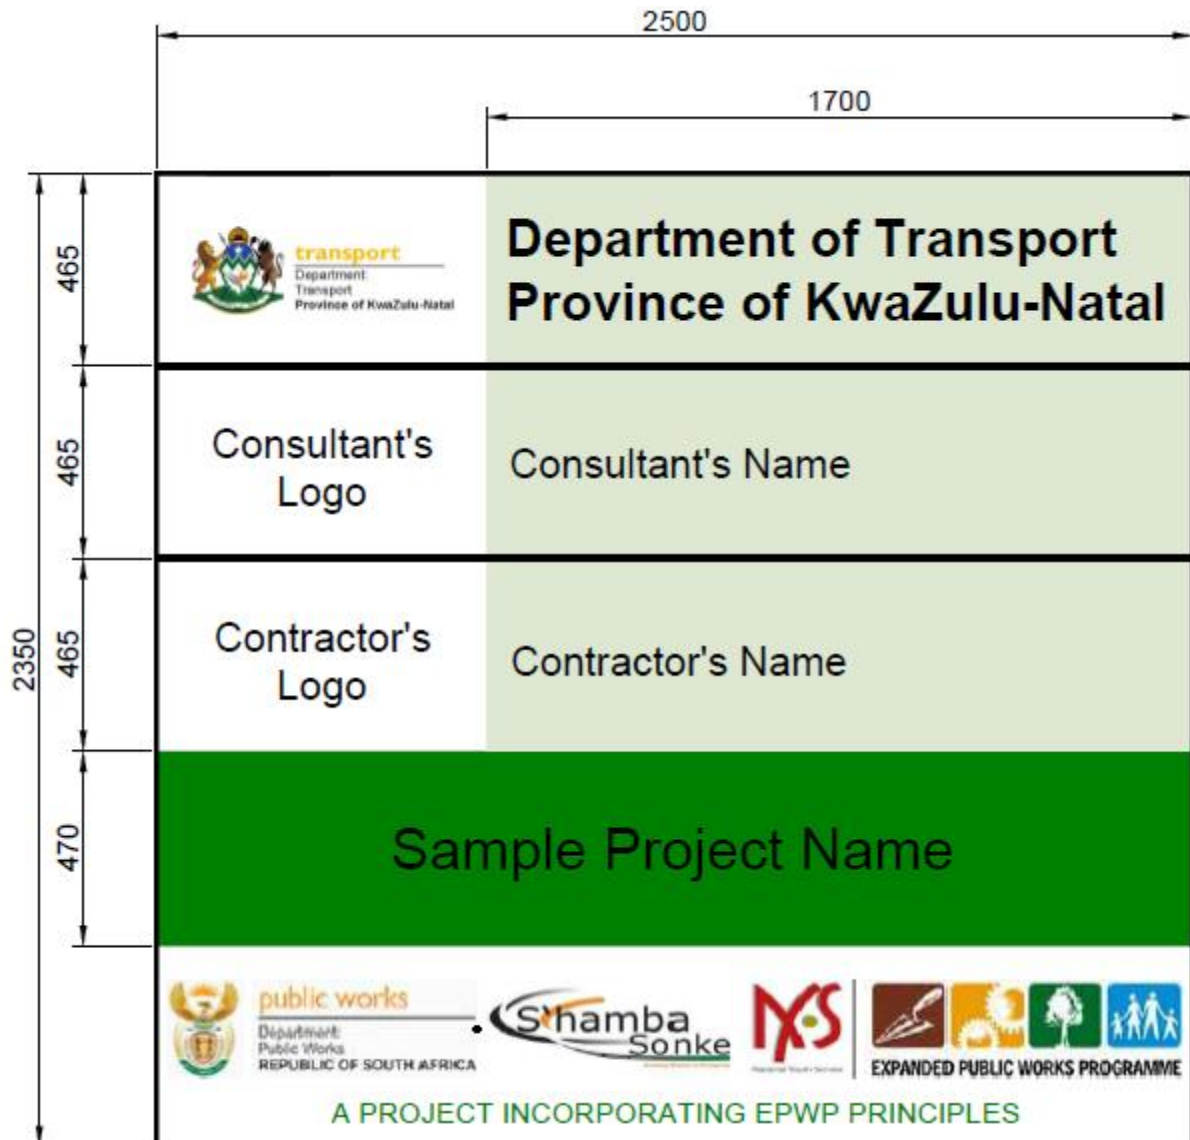 2500
1700
465
transport
Department:
Transport
Province of KwaZulu-Natal
Department of Transport
Province of KwaZulu-Natal
465
Consultant's
Logo
Consultant's Name
2350
465
Contractor's
Logo
Contractor's Name
470
Sample Project Name
public works
Department:
Public Works
REPUBLIC OF SOUTH AFRICA
S'hamba
Sonke
NYS
EXPANDED PUBLIC WORKS PROGRAMME
A PROJECT INCORPORATING EPWP PRINCIPLES